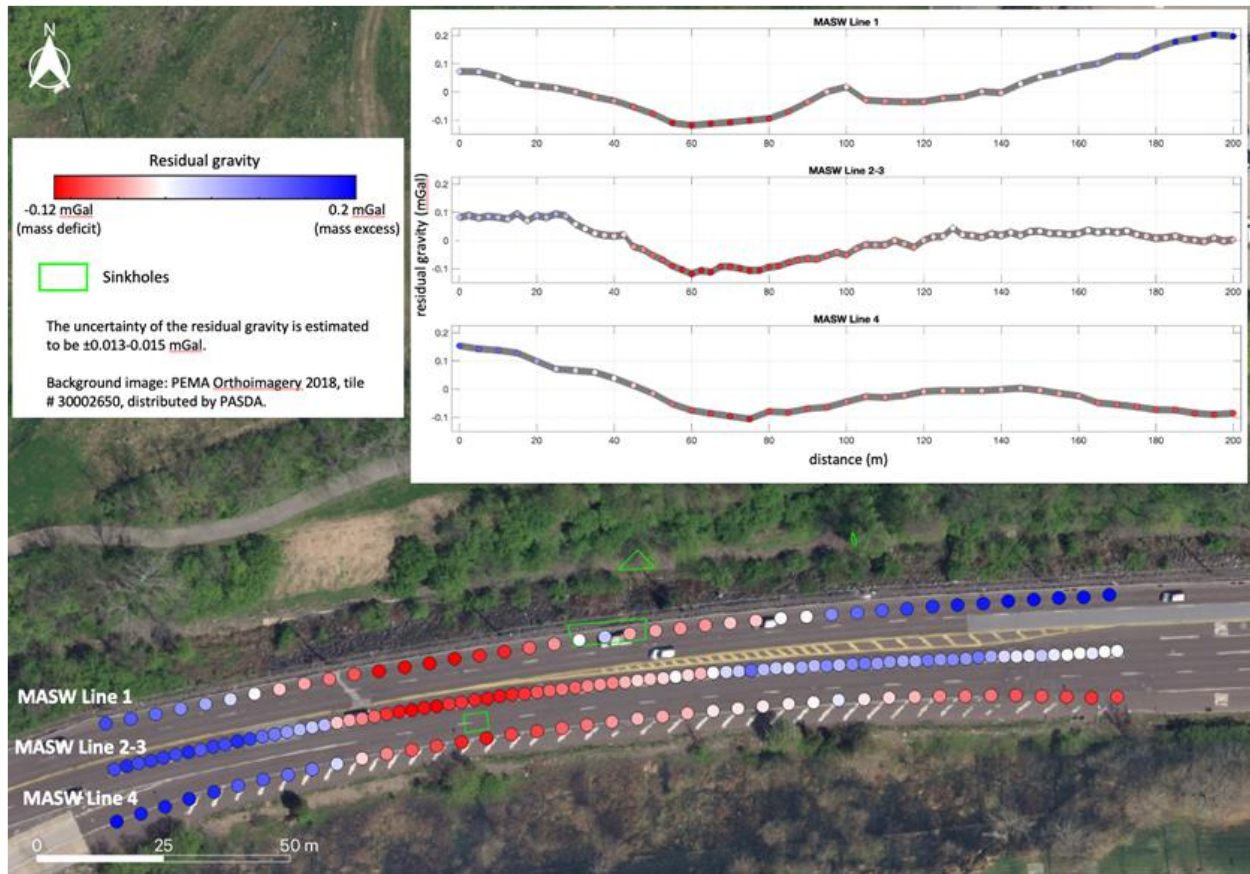 N
Residual gravity
-0.12 mGal
(mass deficit)
0.2 mGal
(mass excess)
Sinkholes
The uncertainty of the residual gravity is estimated
to be ±0.013-0.015 mGal.
Background image: PEMA Orthoimagery 2018, tile
# 30002650, distributed by PASDA.
residual gravity (mGal)
MASW Line 1
0.2
0.1
0
-0.1
0 20 40 60 80 100 120 140 160 180 200
MASW Line 2-3
0.2
0.1
0
-0.1
0 20 40 60 80 100 120 140 160 180 200
MASW Line 4
0.2
0.1
0
-0.1
0 20 40 60 80 100 120 140 160 180 200
distance (m)
MASW Line 1
MASW Line 2-3
MASW Line 4
0 25 50 m